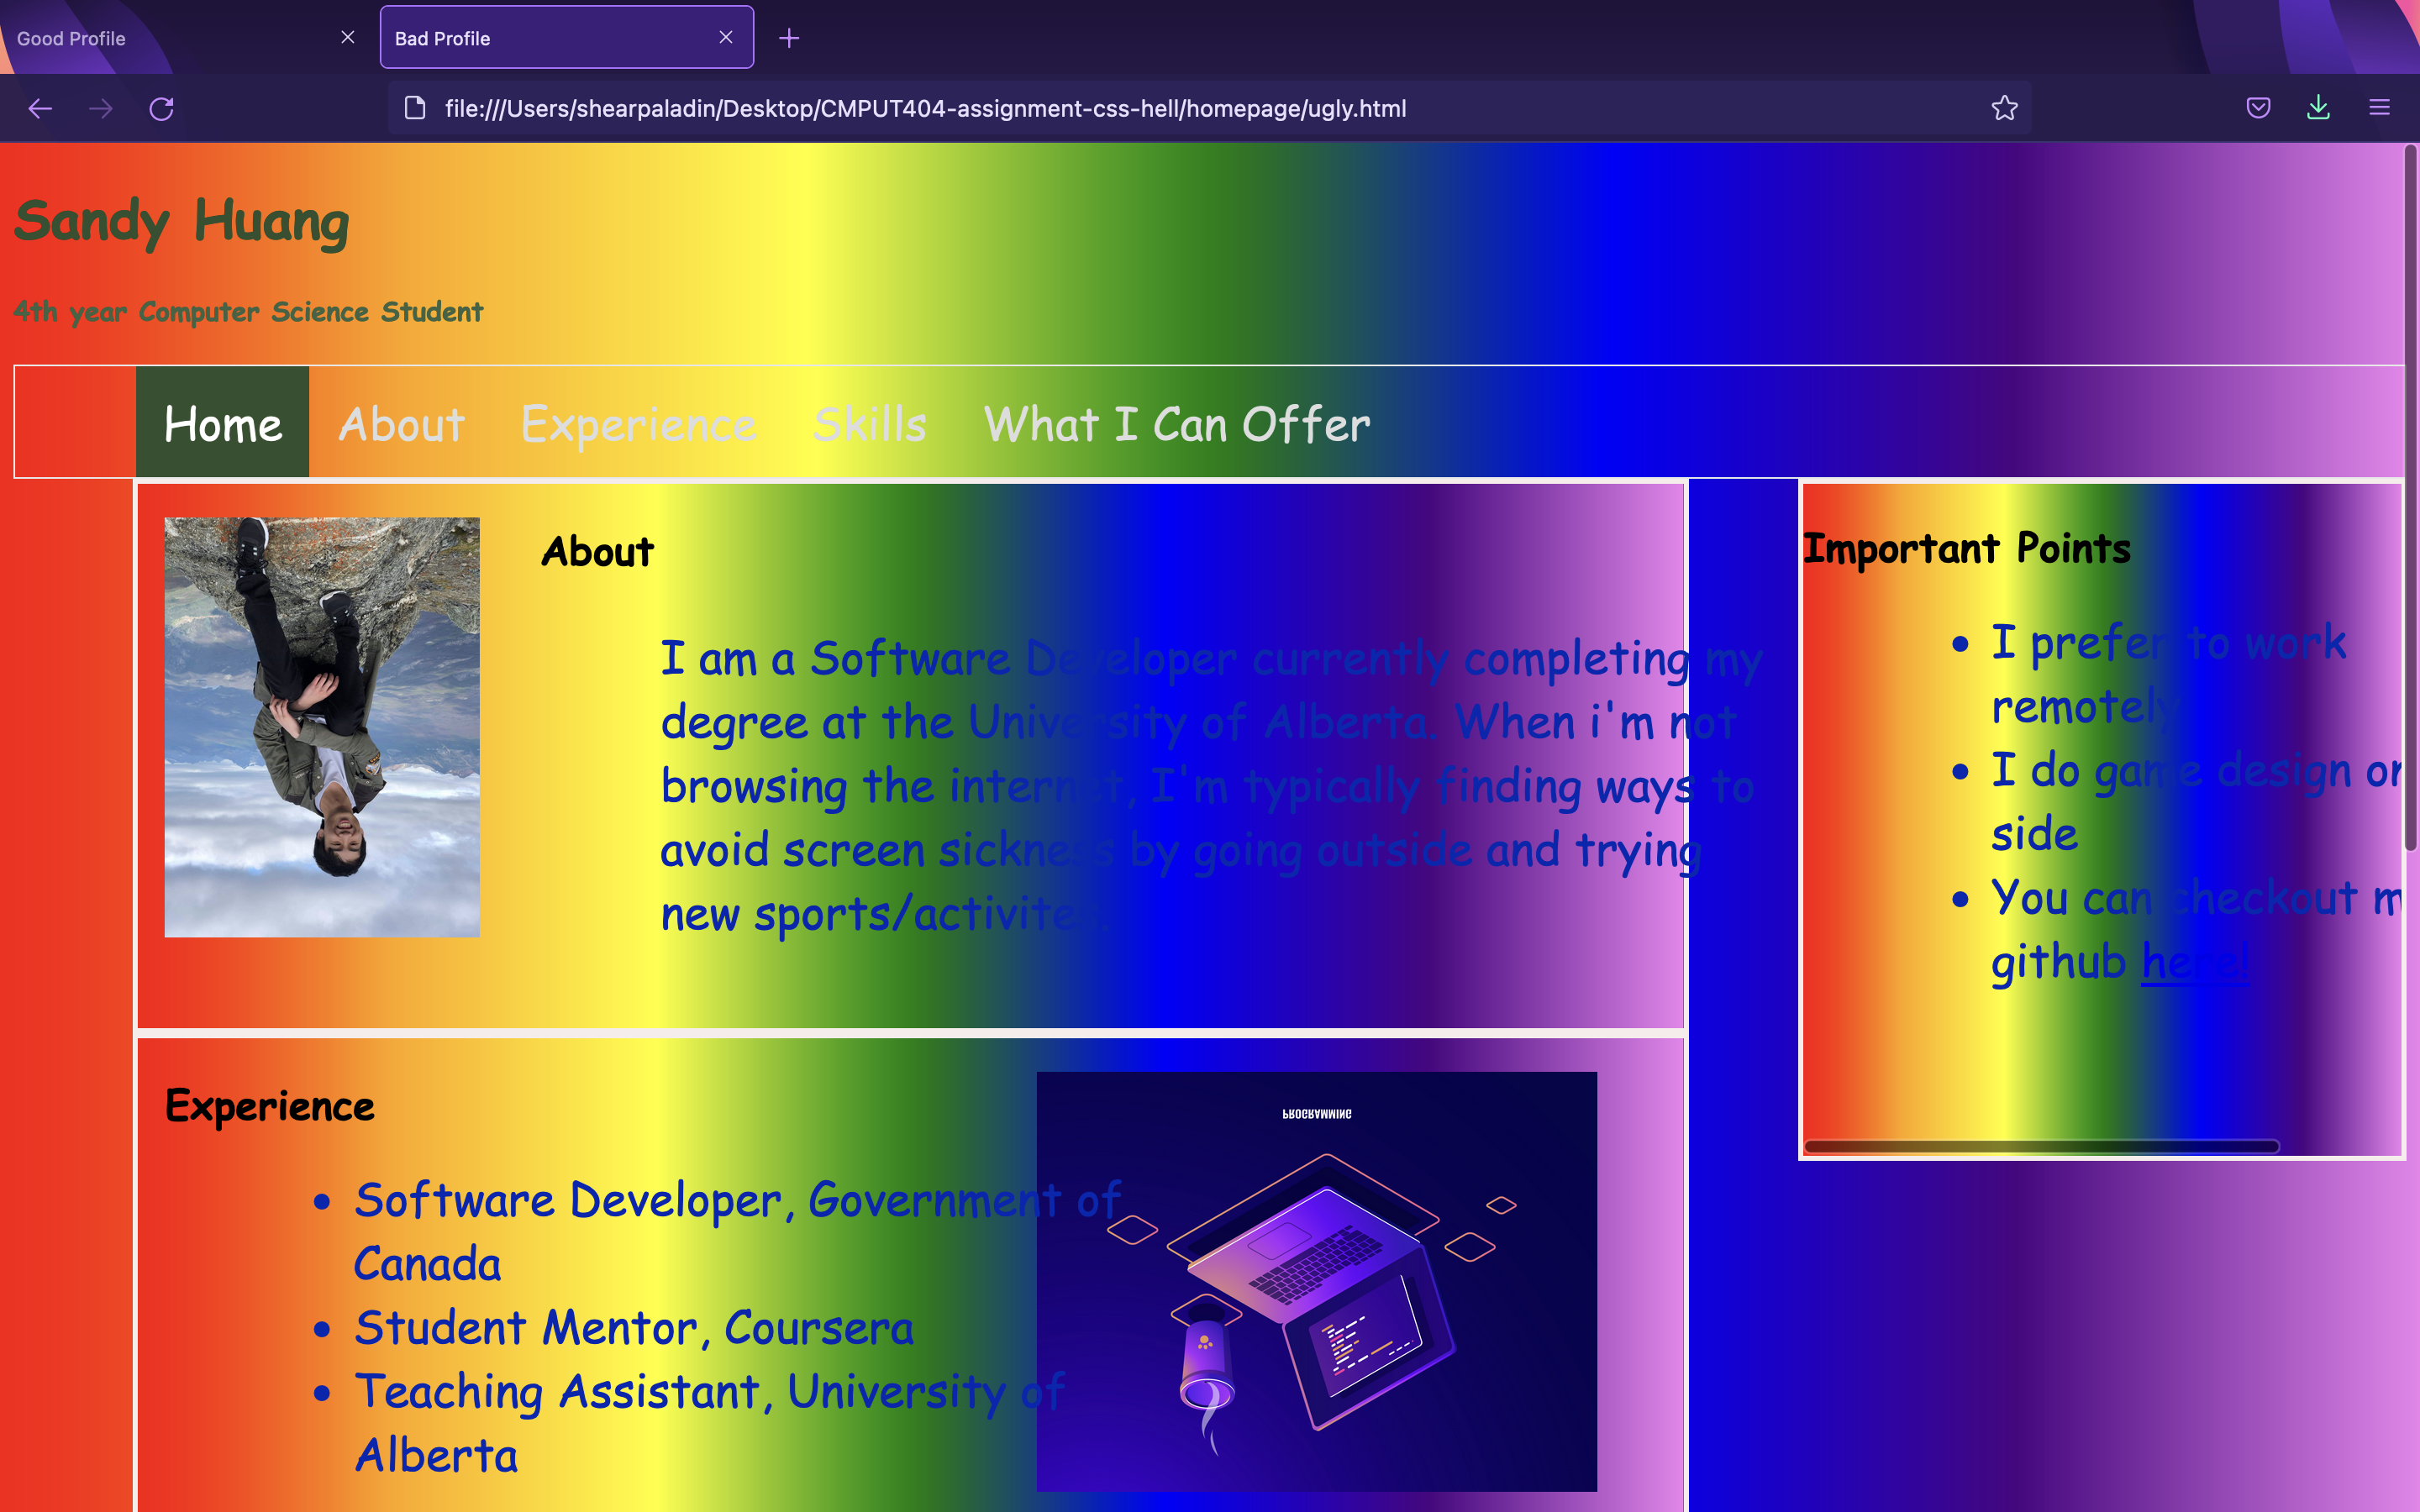 Good Profile
Bad Profile
file:///Users/shearpaladin/Desktop/CMPUT404-assignment-css-hell/homepage/ugly.html
Sandy Huang
4th year Computer Science Student
Home About Experience Skills What I Can Offer
About
I am a Software Developer currently completing my
degree at the University of Alberta. When i'm not
browsing the internet, I'm typically finding ways to
avoid screen sickness by going outside and trying
new sports/activites.
Important Points
I prefer to work
remotely
I do game design or
side
You can checkout m
github here!
Experience
Software Developer, Government of
Canada
Student Mentor, Coursera
Teaching Assistant, University of
Alberta
PROGRAMMING